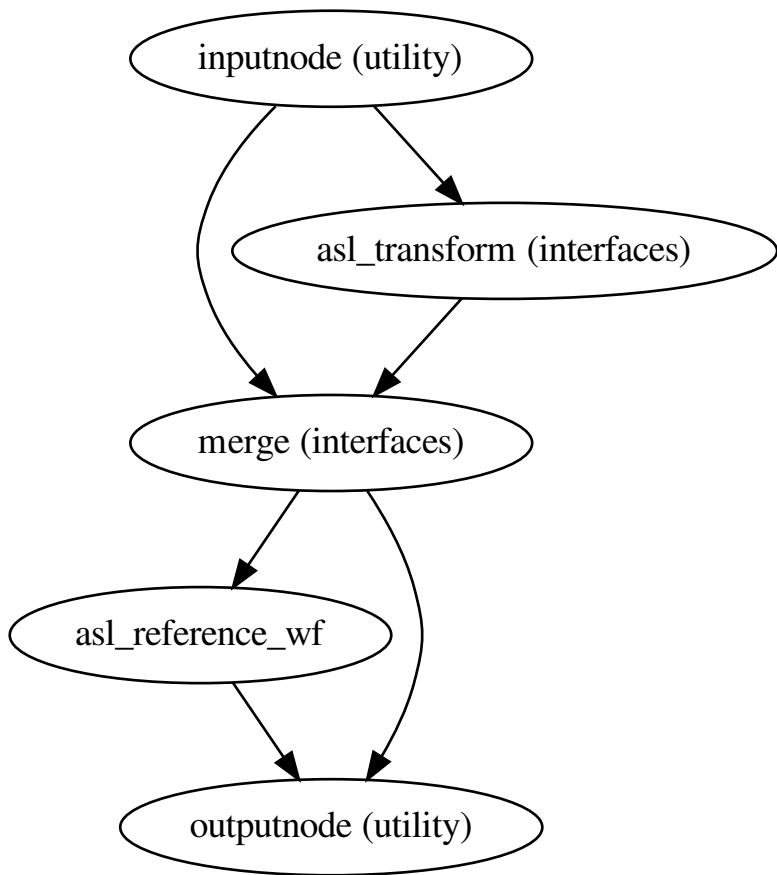 inputnode (utility)
asl_transform (interfaces)
merge (interfaces)
asl_reference_wf
outputnode (utility)